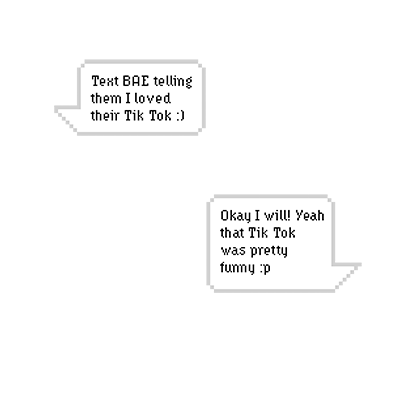 Text BAE telling
them I loved
their Tik Tok :)
Okay I will! Yeah
that Tik Tok
was pretty
funny :p